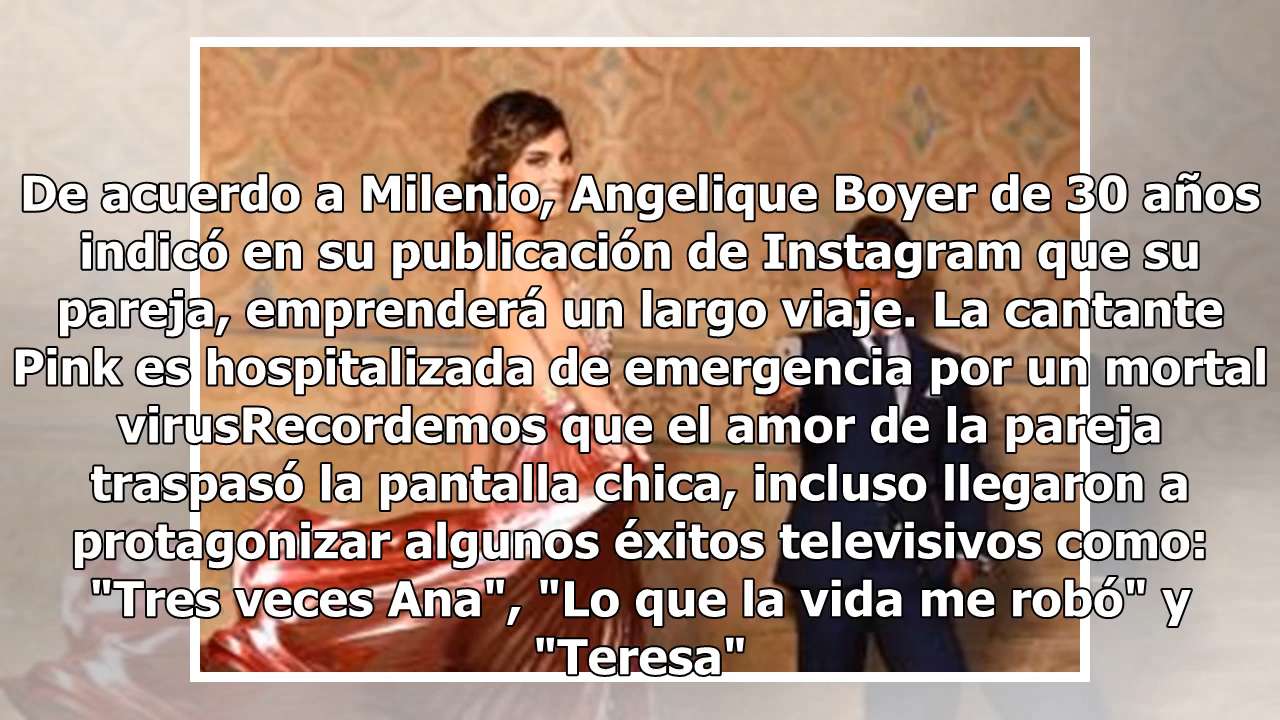 De acuerdo a Milenio, Angelique Boyer de 30 años
indicó en su publicación de Instagram que su
pareja, emprenderá un largo viaje. La cantante
Pink es hospitalizada de emergencia por un mortal
virusRecordemos que el amor de la pareja
traspasó la pantalla chica, incluso llegaron a
protagonizar algunos éxitos televisivos como:
"Tres veces Ana", "Lo que la vida me robó" y
"Teresa"